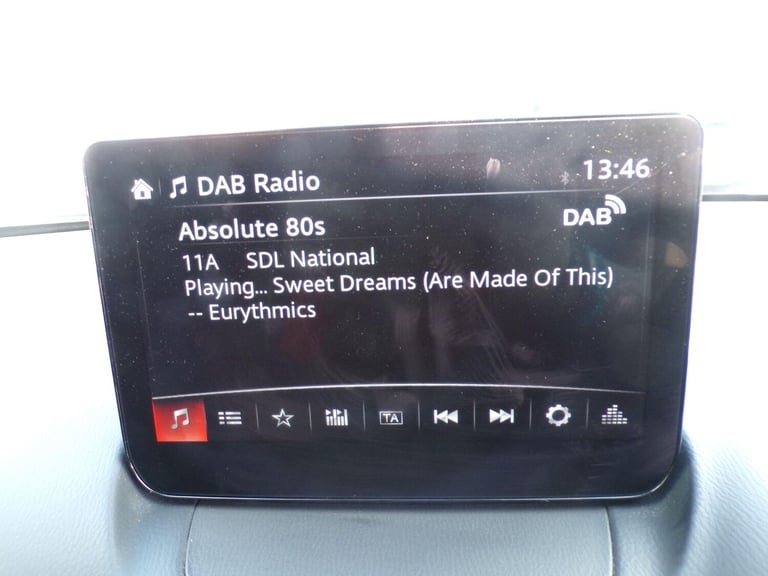 DAB Radio
13:46
Absolute 80s
DAB
11A SDL National
Playing... Sweet Dreams (Are Made Of This)
-- Eurythmics
TA